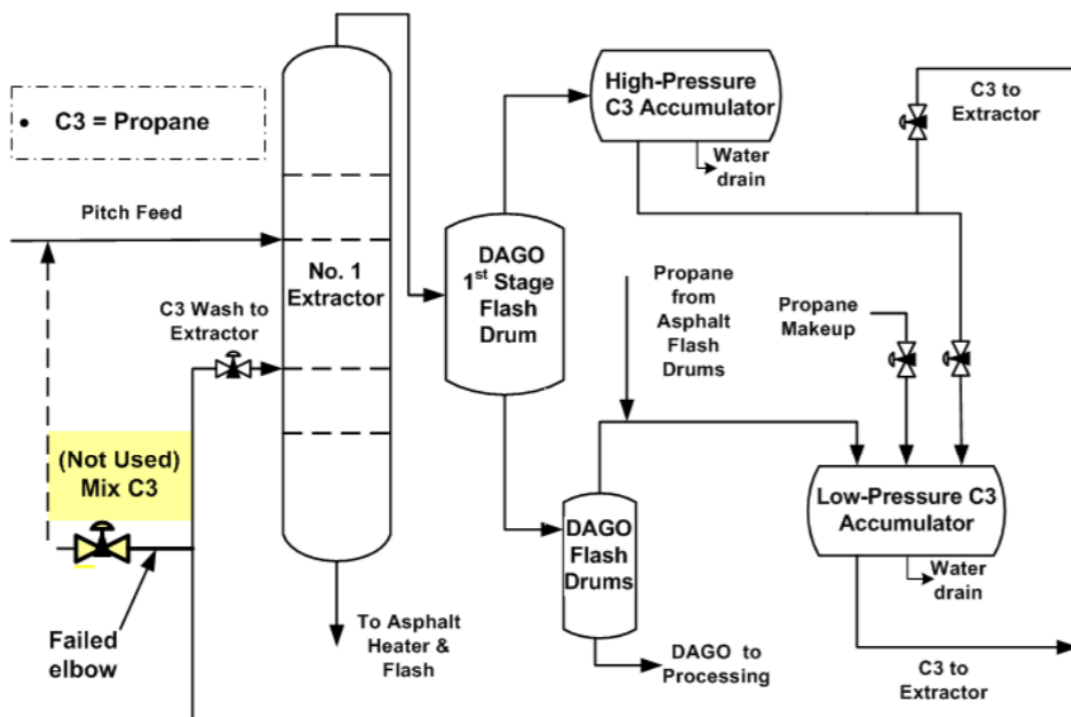 High-Pressure
C3 Accumulator
C3 to
Extractor
• C3 = Propane
Water
drain
Pitch Feed
No. 1
Extractor
DAGO
1st Stage
Flash
Drum
Propane
from
Asphalt
Flash
Drums
Propane
Makeup
C3 Wash to
Extractor
(Not Used)
Mix C3
Low-Pressure C3
Accumulator
DAGO
Flash
Drums
Water
drain
Failed
elbow
To Asphalt
Heater &
Flash
DAGO to
Processing
C3 to
Extractor